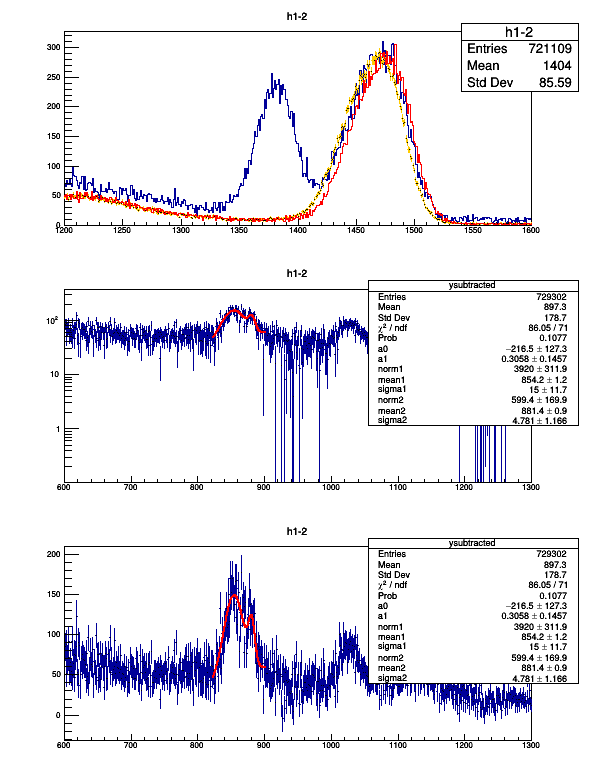 h1-2
h1-2
Entries 721109
Mean 1404
Std Dev 85.59
300
250
200
150
100
50
0
1200 1250 1300 1350 1400 1450 1500 1550 1600
h1-2
ysubtracted
Entries 729302
Mean 897.3
Std Dev 178.7
χ² / ndf 86.05 / 71
Prob 0.1077
a0 −216.5 ± 127.3
a1 0.3058 ± 0.1457
norm1 3920 ± 311.9
mean1 854.2 ± 1.2
sigma1 15 ± 11.7
norm2 599.4 ± 169.9
mean2 881.4 ± 0.9
sigma2 4.781 ± 1.166
10²
10
1
600 700 800 900 1000 1100 1200 1300
h1-2
ysubtracted
Entries 729302
Mean 897.3
Std Dev 178.7
χ² / ndf 86.05 / 71
Prob 0.1077
a0 −216.5 ± 127.3
a1 0.3058 ± 0.1457
norm1 3920 ± 311.9
mean1 854.2 ± 1.2
sigma1 15 ± 11.7
norm2 599.4 ± 169.9
mean2 881.4 ± 0.9
sigma2 4.781 ± 1.166
200
150
100
50
0
600 700 800 900 1000 1100 1200 1300